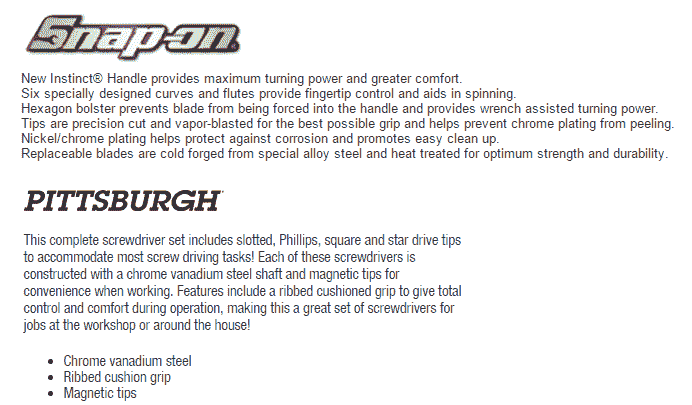 Snap-on
New Instinct® Handle provides maximum turning power and greater comfort.
Six specially designed curves and flutes provide fingertip control and aids in spinning.
Hexagon bolster prevents blade from being forced into the handle and provides wrench assisted turning power.
Tips are precision cut and vapor-blasted for the best possible grip and helps prevent chrome plating from peeling.
Nickel/chrome plating helps protect against corrosion and promotes easy clean up.
Replaceable blades are cold forged from special alloy steel and heat treated for optimum strength and durability.
PITTSBURGH
This complete screwdriver set includes slotted, Phillips, square and star drive tips
to accommodate most screw driving tasks! Each of these screwdrivers is
constructed with a chrome vanadium steel shaft and magnetic tips for
convenience when working. Features include a ribbed cushioned grip to give total
control and comfort during operation, making this a great set of screwdrivers for
jobs at the workshop or around the house!
• Chrome vanadium steel
• Ribbed cushion grip
• Magnetic tips